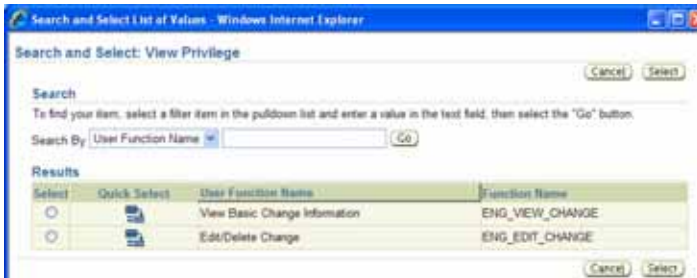 Search and Select List of Values - Windows Internet Explorer
Search and Select: View Privilege
Cancel Select
Search
To find your item, select a filter item in the pulldown list and enter a value in the text field, then select the "Go" button.
Search By User Function Name Go
Results
Select Quick Select User Function Name Function Name
View Basic Change Information ENG_VIEW_CHANGE
Edit/Delete Change ENG_EDIT_CHANGE
Cancel Select